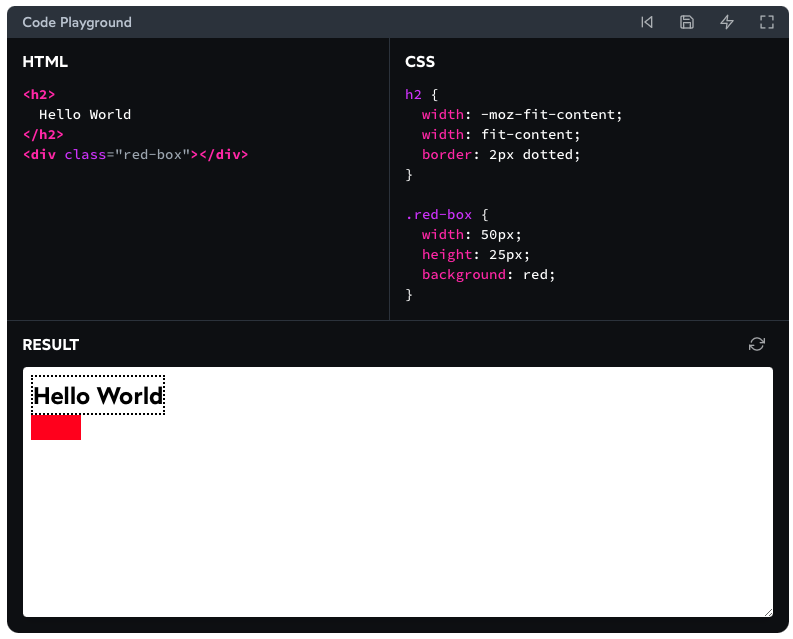 Code Playground
HTML
<h2>
  Hello World
</h2>
<div class="red-box"></div>
CSS
h2 {
  width: -moz-fit-content;
  width: fit-content;
  border: 2px dotted;
}

.red-box {
  width: 50px;
  height: 25px;
  background: red;
}
RESULT
Hello World